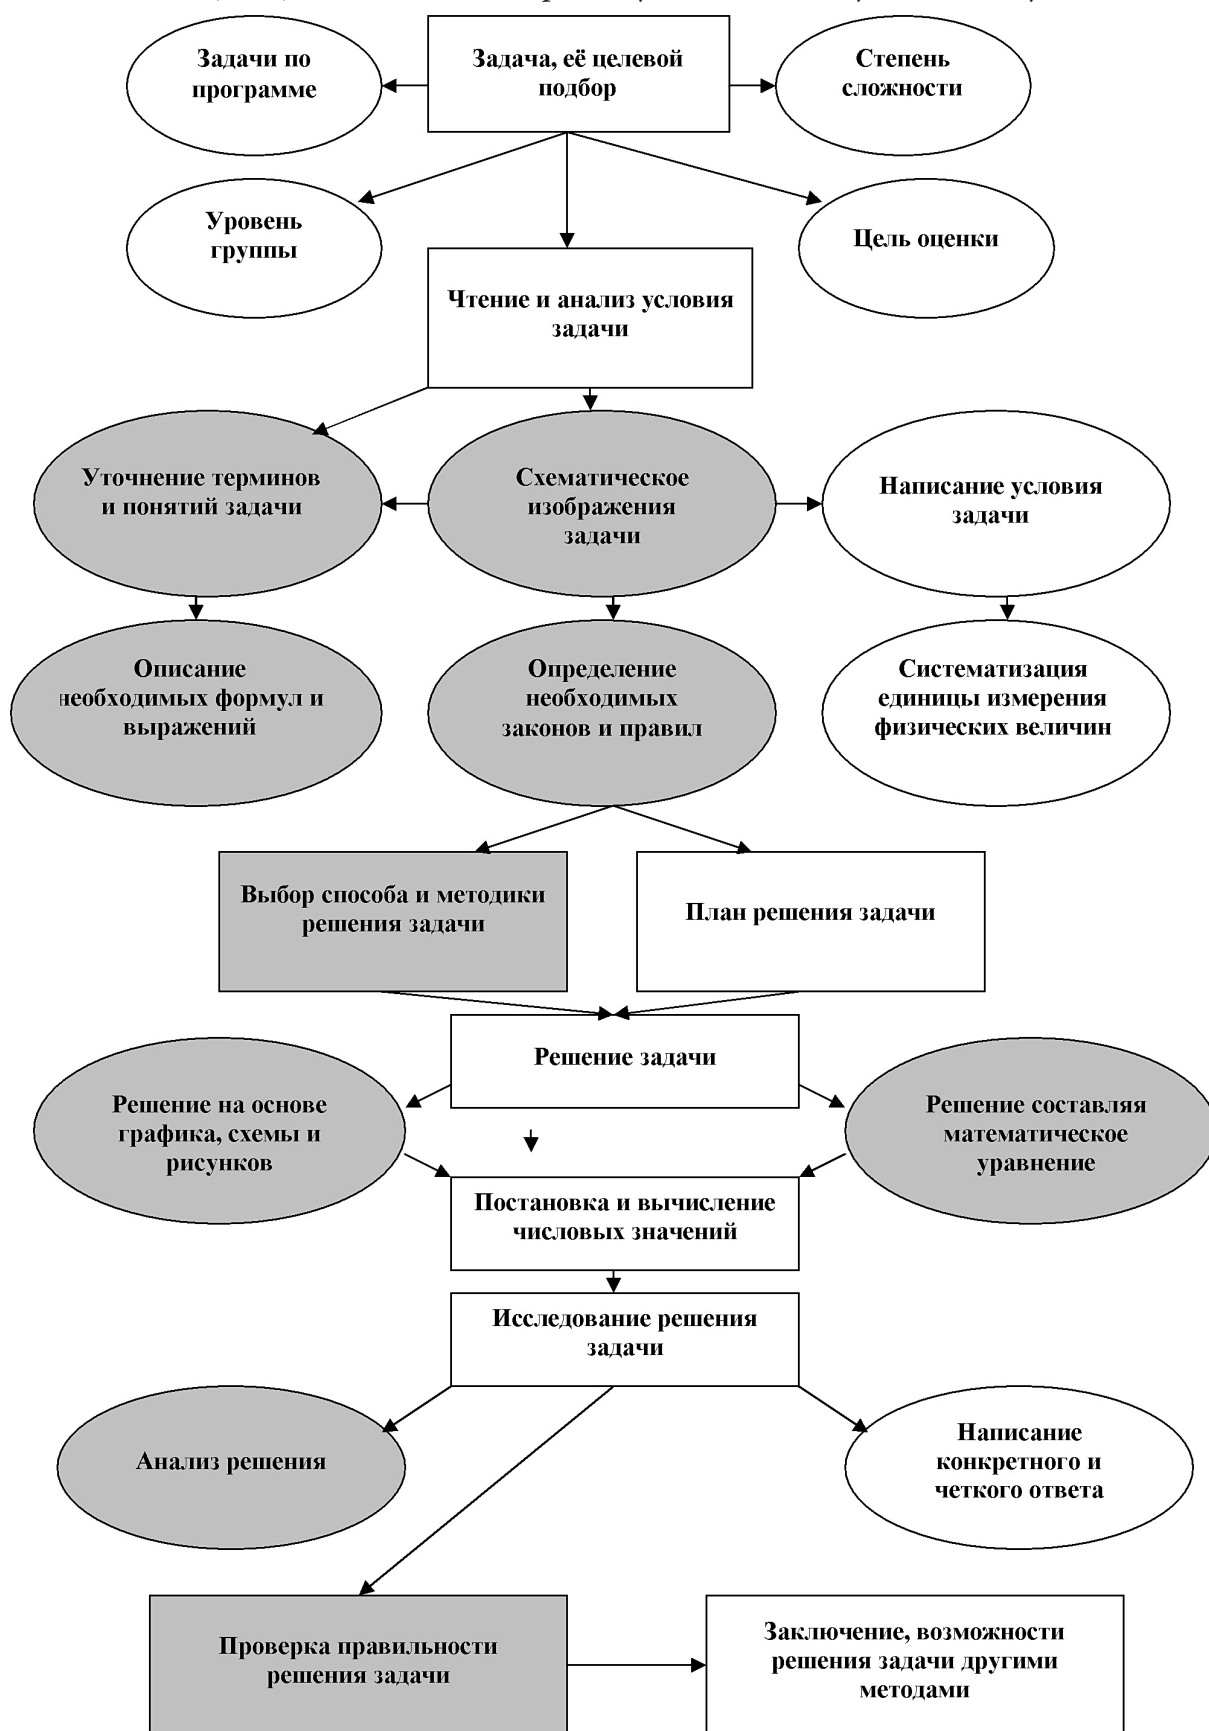 Задачи по
программе
Задача, её целевой
подбор
Степень
сложности
Уровень
группы
Цель оценки
Чтение и анализ условия
задачи
Уточнение терминов
и понятий задачи
Схематическое
изображения
задачи
Написание условия
задачи
Описание
необходимых формул и
выражений
Определение
необходимых
законов и правил
Систематизация
единицы измерения
физических величин
Выбор способа и методики
решения задачи
План решения задачи
Решение задачи
Решение на основе
графика, схемы и
рисунков
Решение составляя
математическое
уравнение
Постановка и вычисление
числовых значений
Исследование решения
задачи
Анализ решения
Написание
конкретного и
четкого ответа
Проверка правильности
решения задачи
Заключение, возможности
решения задачи другими
методами